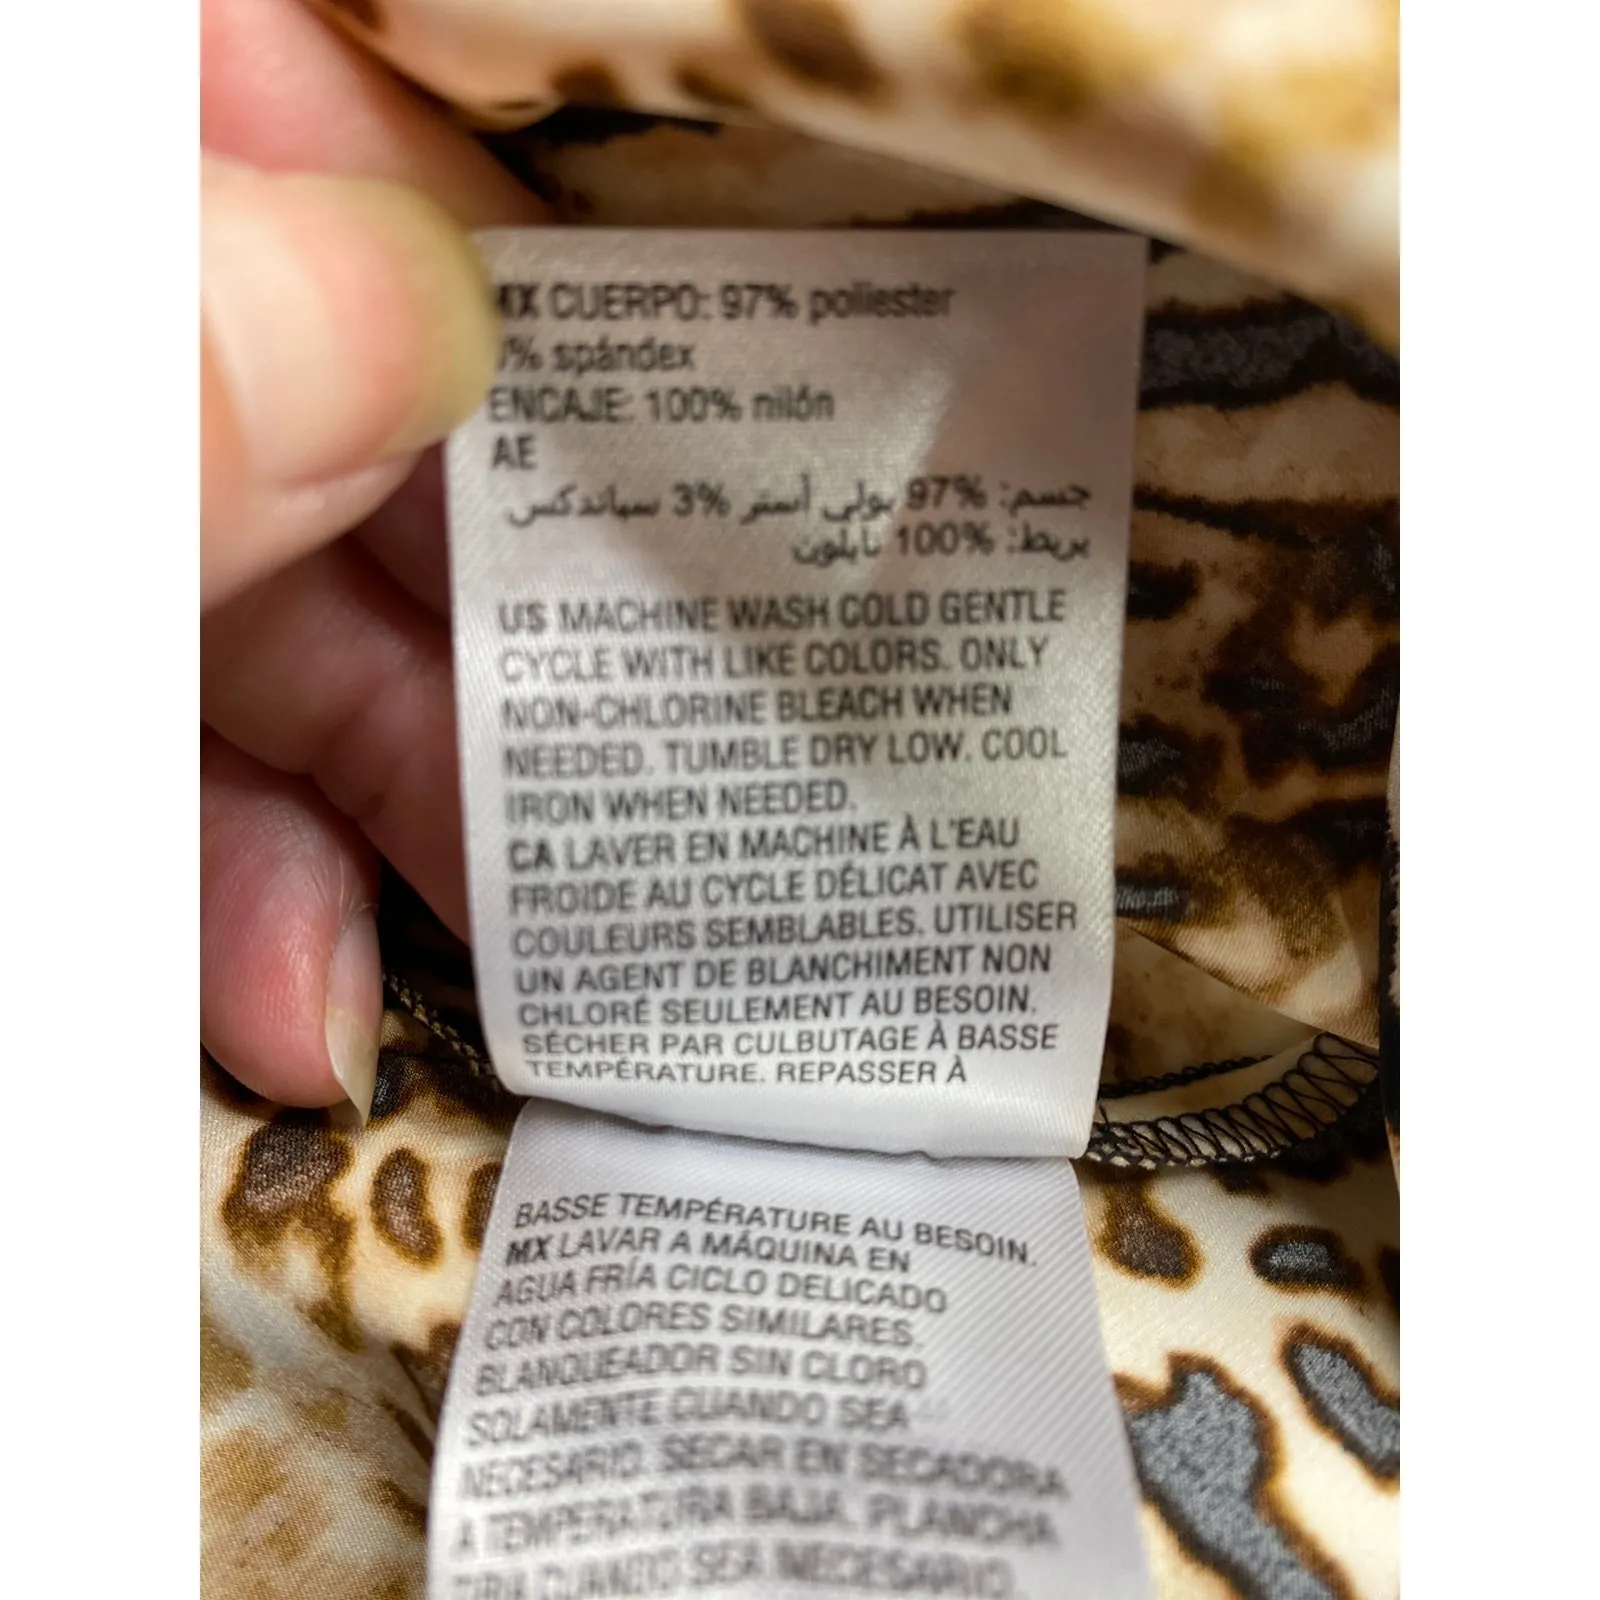 MX CUERPO: 97% poliester
% spándex
ENCAJE: 100% nilón
AE
جسم: 97% بولي أستر 3% سباندكس
بريط: 100% نايلون
US MACHINE WASH COLD GENTLE
CYCLE WITH LIKE COLORS. ONLY
NON-CHLORINE BLEACH WHEN
NEEDED. TUMBLE DRY LOW. COOL
IRON WHEN NEEDED.
CA LAVER EN MACHINE À L'EAU
FROIDE AU CYCLE DÉLICAT AVEC
COULEURS SEMBLABLES. UTILISER
UN AGENT DE BLANCHIMENT NON
CHLORÉ SEULEMENT AU BESOIN.
SÉCHER PAR CULBUTAGE À BASSE
TEMPÉRATURE. REPASSER À
BASSE TEMPÉRATURE AU BESOIN.
MX LAVAR A MÁQUINA EN
AGUA FRÍA CICLO DELICADO
CON COLORES SIMILARES.
BLANQUEADOR SIN CLORO
SOLAMENTE CUANDO SEA
NECESARIO. SECAR EN SECADORA
A TEMPERATURA BAJA. PLANCHA
TIBIA CUANDO SEA NECESARIO.